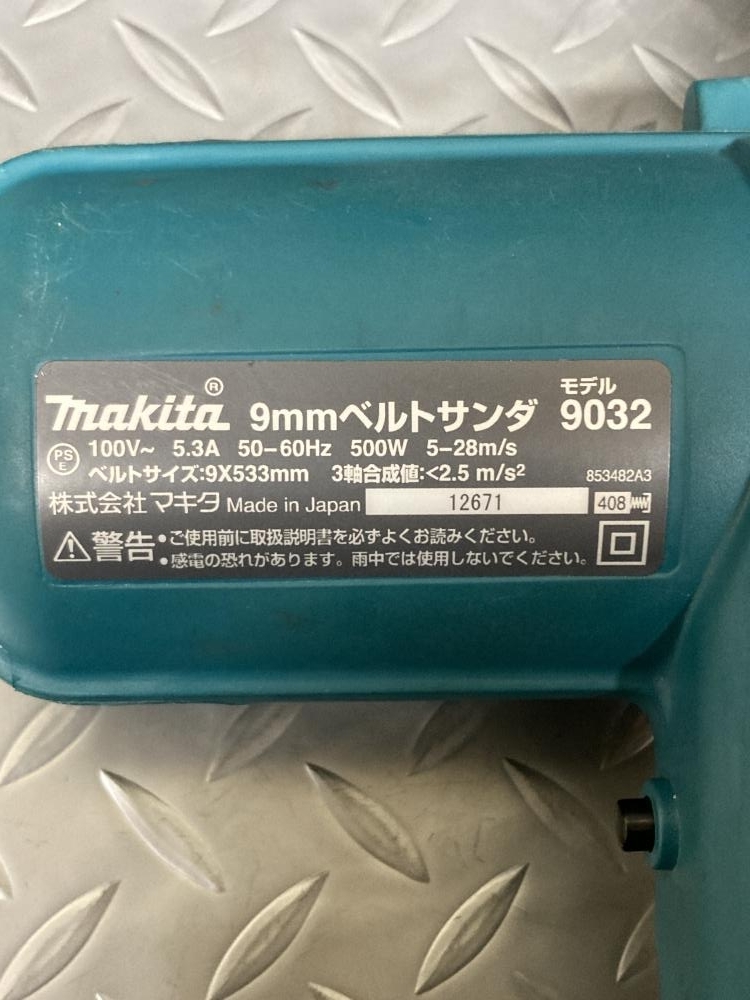 makita® 9mmベルトサンダ モデル 9032
PSE 100V~ 5.3A 50-60Hz 500W 5-28m/s
ベルトサイズ:9X533mm 3軸合成値:<2.5 m/s² 853482A3
株式会社マキタ Made in Japan 12671 408
⚠警告 •ご使用前に取扱説明書を必ずよくお読みください。
•感電の恐れがあります。雨中では使用しないでください。